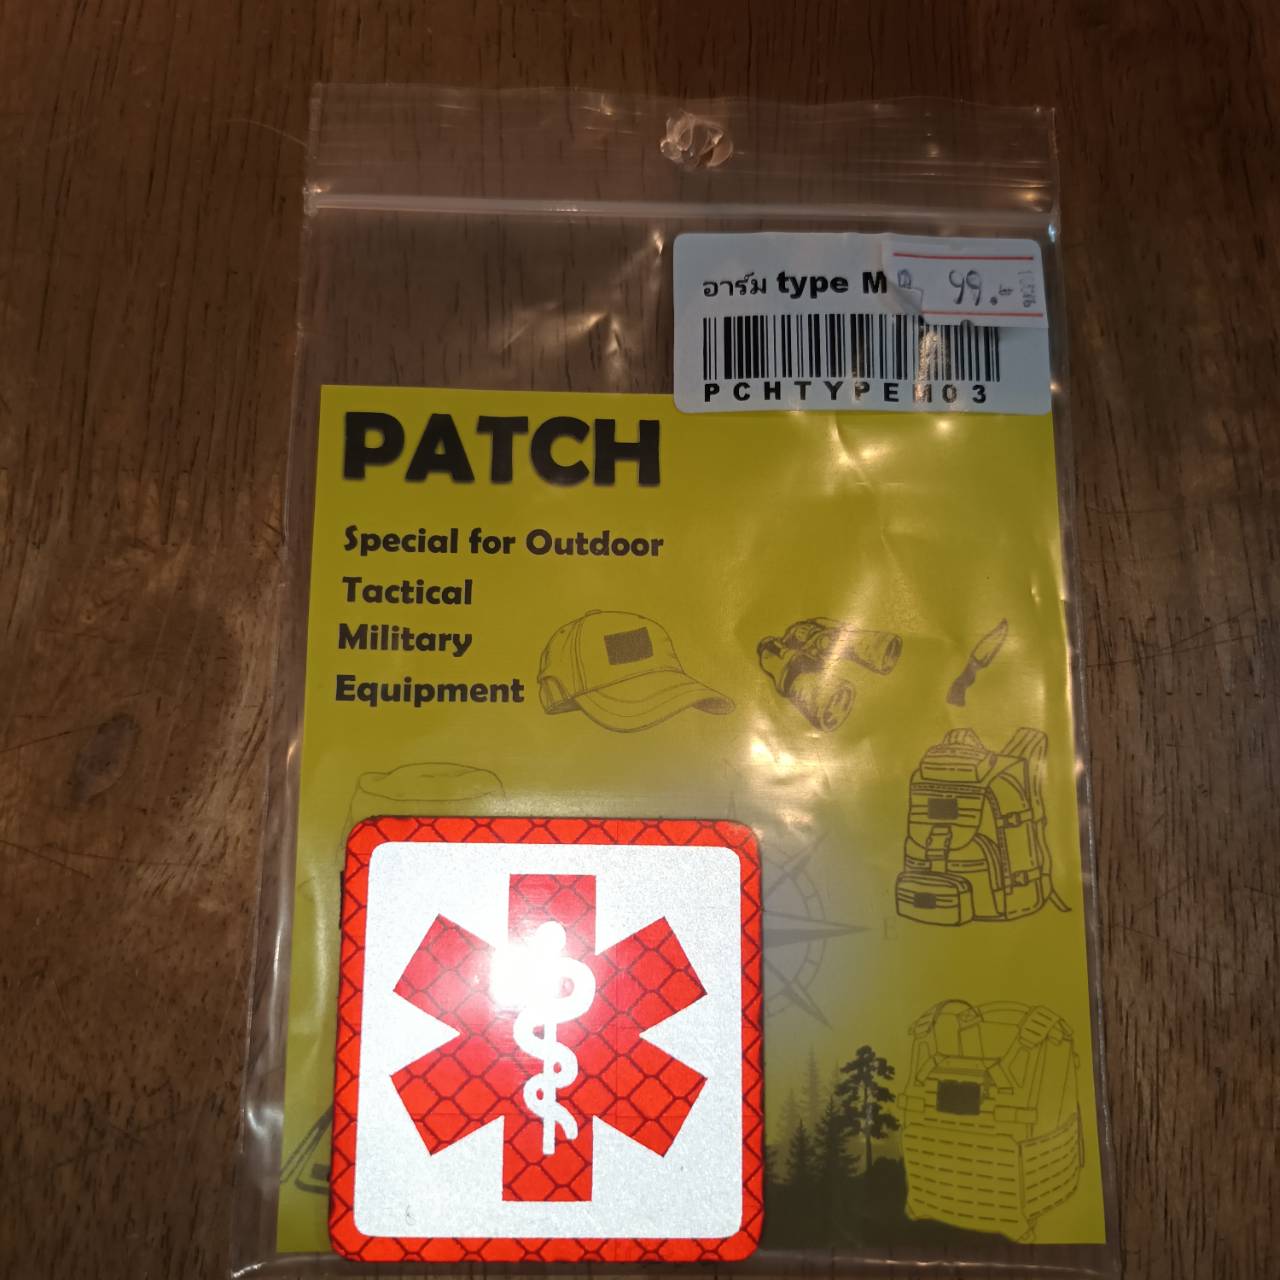 อาร์ม type M
99.-
PCHTYPEM03
PATCH
Special for Outdoor
Tactical
Military
Equipment
E